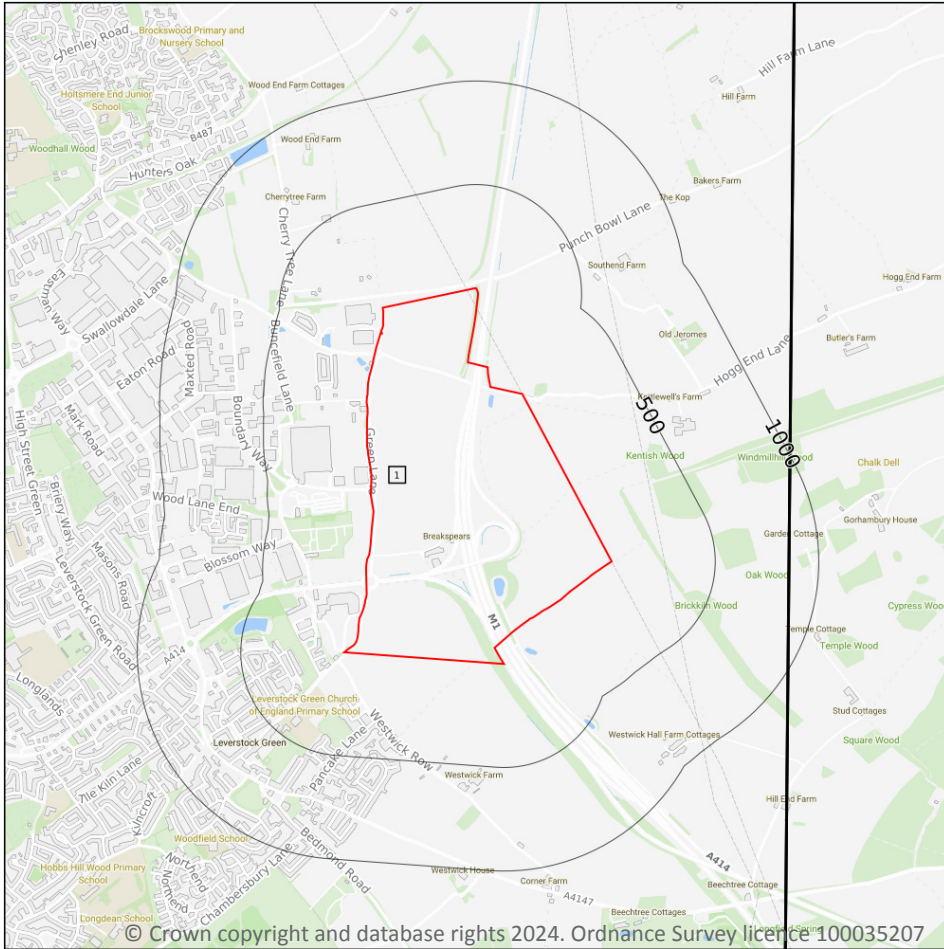 Brockswood Primary and
Nursery School
Shenley Road
Hill Farm Lane
Wood End Farm Cottages
Holtsmere End Junior
School
Hill Farm
B487
Wood End Farm
Woodhall Wood
Hunters Oak
Bakers Farm
Cherrytree Farm
The Kop
Cherry Tree Lane
Punch Bowl Lane
Southend Farm
Eastman Way
Swallowdale Lane
Hogg End Farm
Buncefield Lane
Maxted Road
Old Jeromes
Butler's Farm
Eaton Road
Hogg End Lane
Kettlewell's Farm
500
Boundary Way
Mark Road
High Street Green
Green Lane
1000
Kentish Wood
Windmillhill Wood
Chalk Dell
1
Briery Way
Wood Lane End
Gorhambury House
Breakspears
Garden Cottage
Masons Road
Blossom Way
Oak Wood
Leverstock Green Road
Brickkiln Wood
Cypress Wood
M1
Temple Cottage
A414
Temple Wood
Longlands
Leverstock Green Church
of England Primary School
Stud Cottages
Westwick Row
Westwick Hall Farm Cottages
Leverstock Green
Square Wood
Pancake Lane
Tile Kiln Lane
Westwick Farm
Hill End Farm
Kilncroft
Woodfield School
Bedmond Road
Northend
Northend
Chambersbury Lane
A414
Hobbs Hill Wood Primary
School
Westwick House
Corner Farm
Beechtree Cottage
A4147
Longdean School
Beechtree Cottages
Longfield Spring
© Crown copyright and database rights 2024. Ordnance Survey licence 100035207